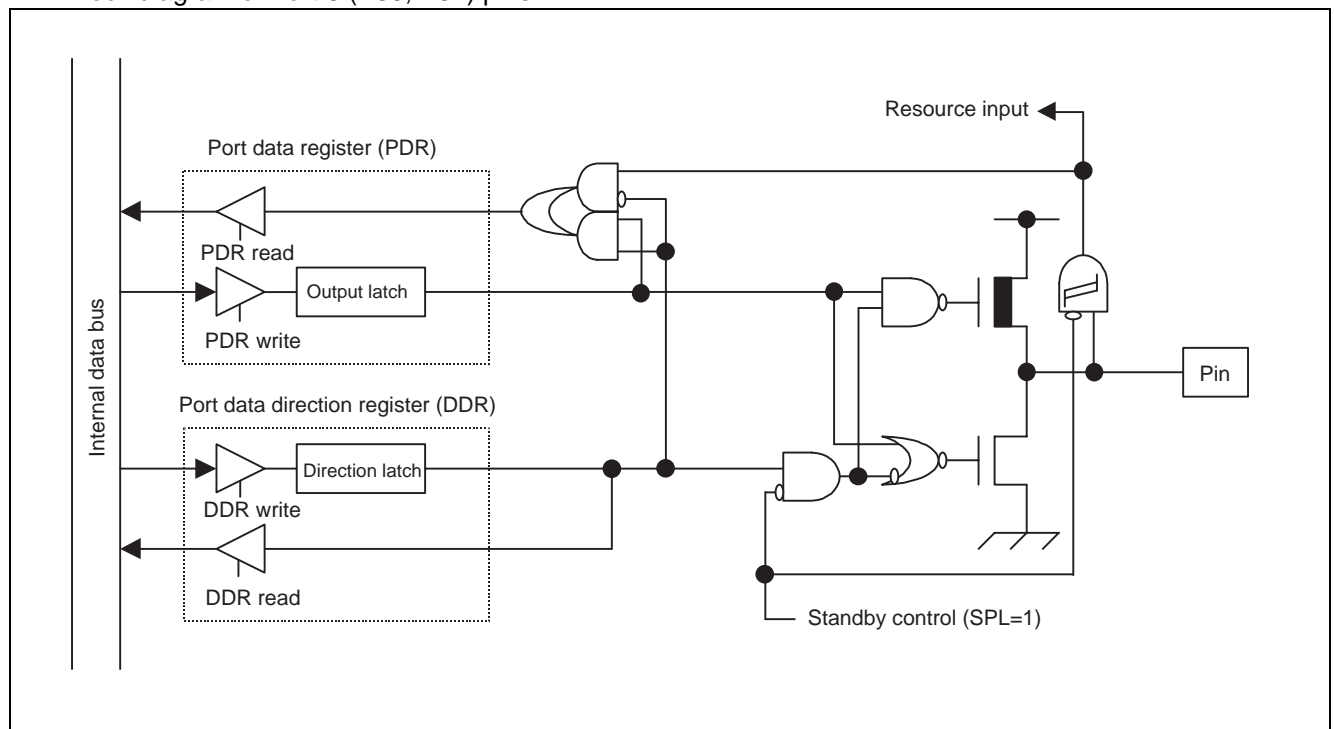 Resource input
Port data register (PDR)
PDR read
Output latch
PDR write
Internal data bus
Pin
Port data direction register (DDR)
Direction latch
DDR write
DDR read
Standby control (SPL=1)